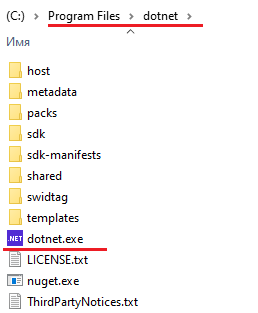 (C:) › Program Files › dotnet ›
Имя
host
metadata
packs
sdk
sdk-manifests
shared
swidtag
templates
.NET dotnet.exe
LICENSE.txt
nuget.exe
ThirdPartyNotices.txt